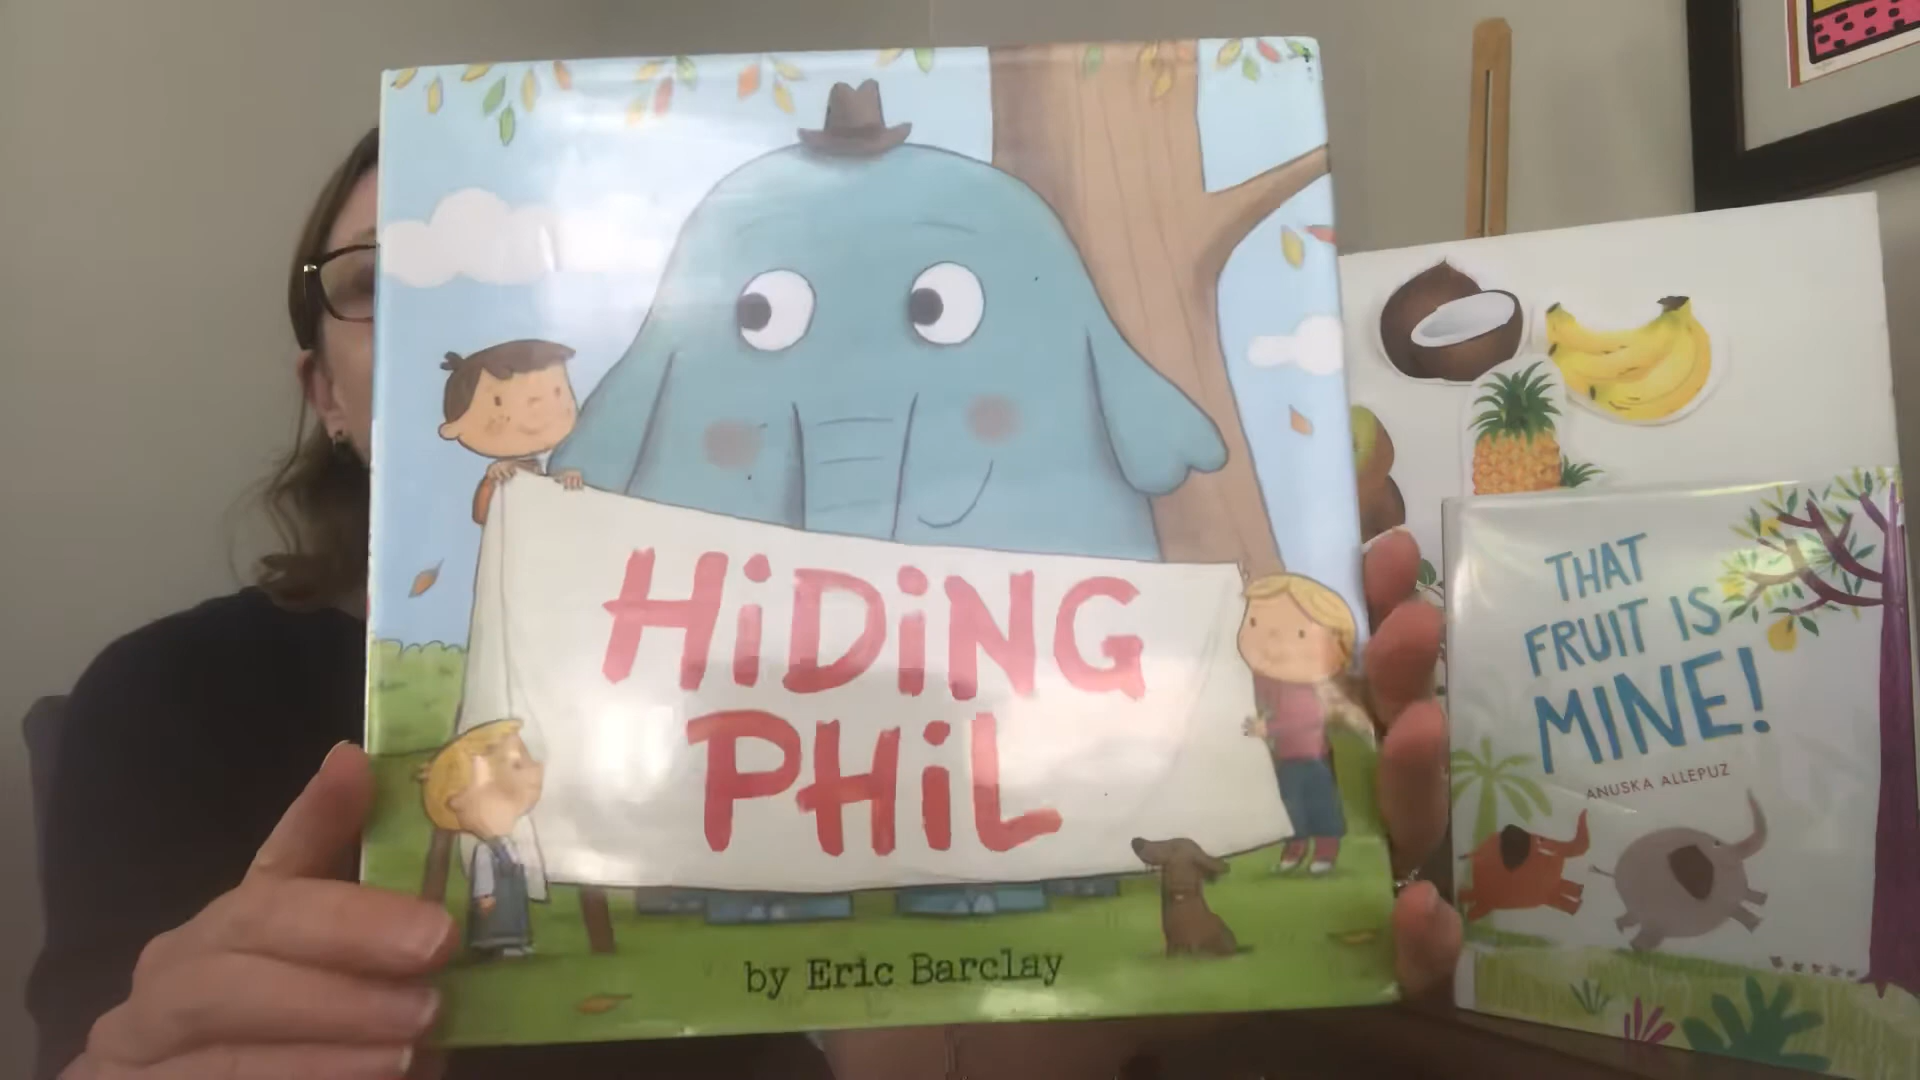 HiDiNG
PHiL
by Eric Barclay
THAT
FRUIT IS
MINE!
ANUSKA ALLEPUZ